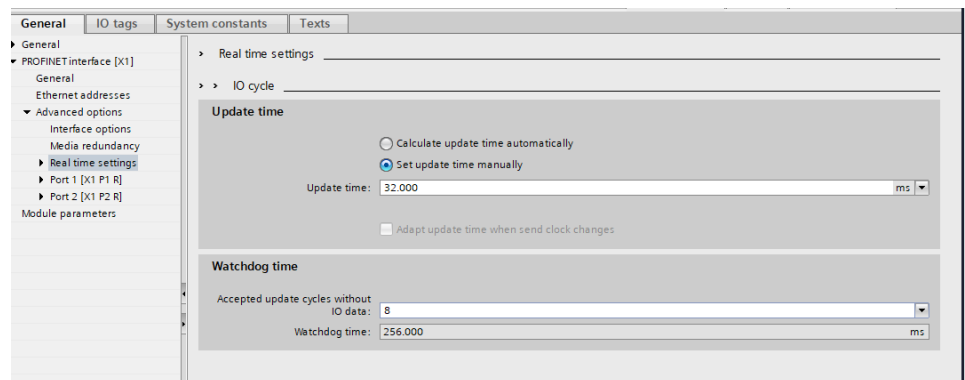 General IO tags System constants Texts
General
PROFINET interface [X1]
General
Ethernet addresses
Advanced options
Interface options
Media redundancy
Real time settings
Port 1 [X1 P1 R]
Port 2 [X1 P2 R]
Module parameters
Real time settings
IO cycle
Update time
Calculate update time automatically
Set update time manually
Update time: 32.000 ms
Adapt update time when send clock changes
Watchdog time
Accepted update cycles without
IO data: 8
Watchdog time: 256.000 ms